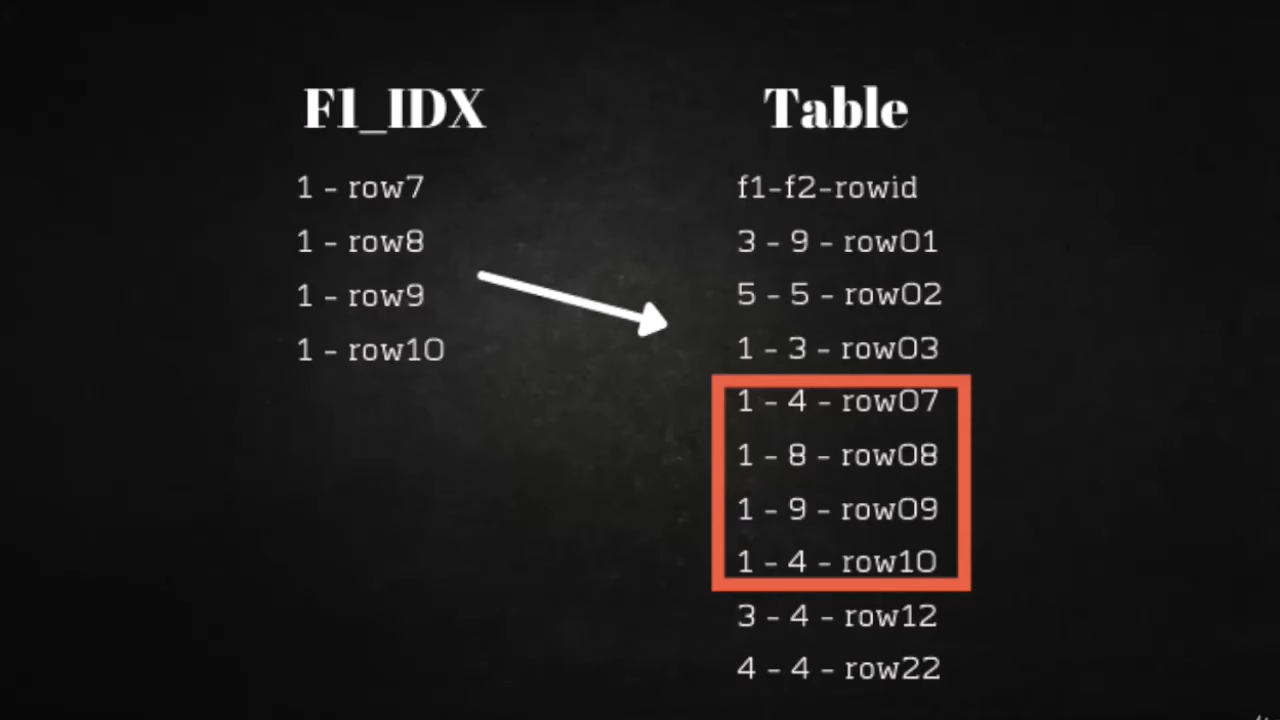 F1_IDX
1 - row7
1 - row8
1 - row9
1 - row10
Table
f1-f2-rowid
3 - 9 - row01
5 - 5 - row02
1 - 3 - row03
1 - 4 - row07
1 - 8 - row08
1 - 9 - row09
1 - 4 - row10
3 - 4 - row12
4 - 4 - row22